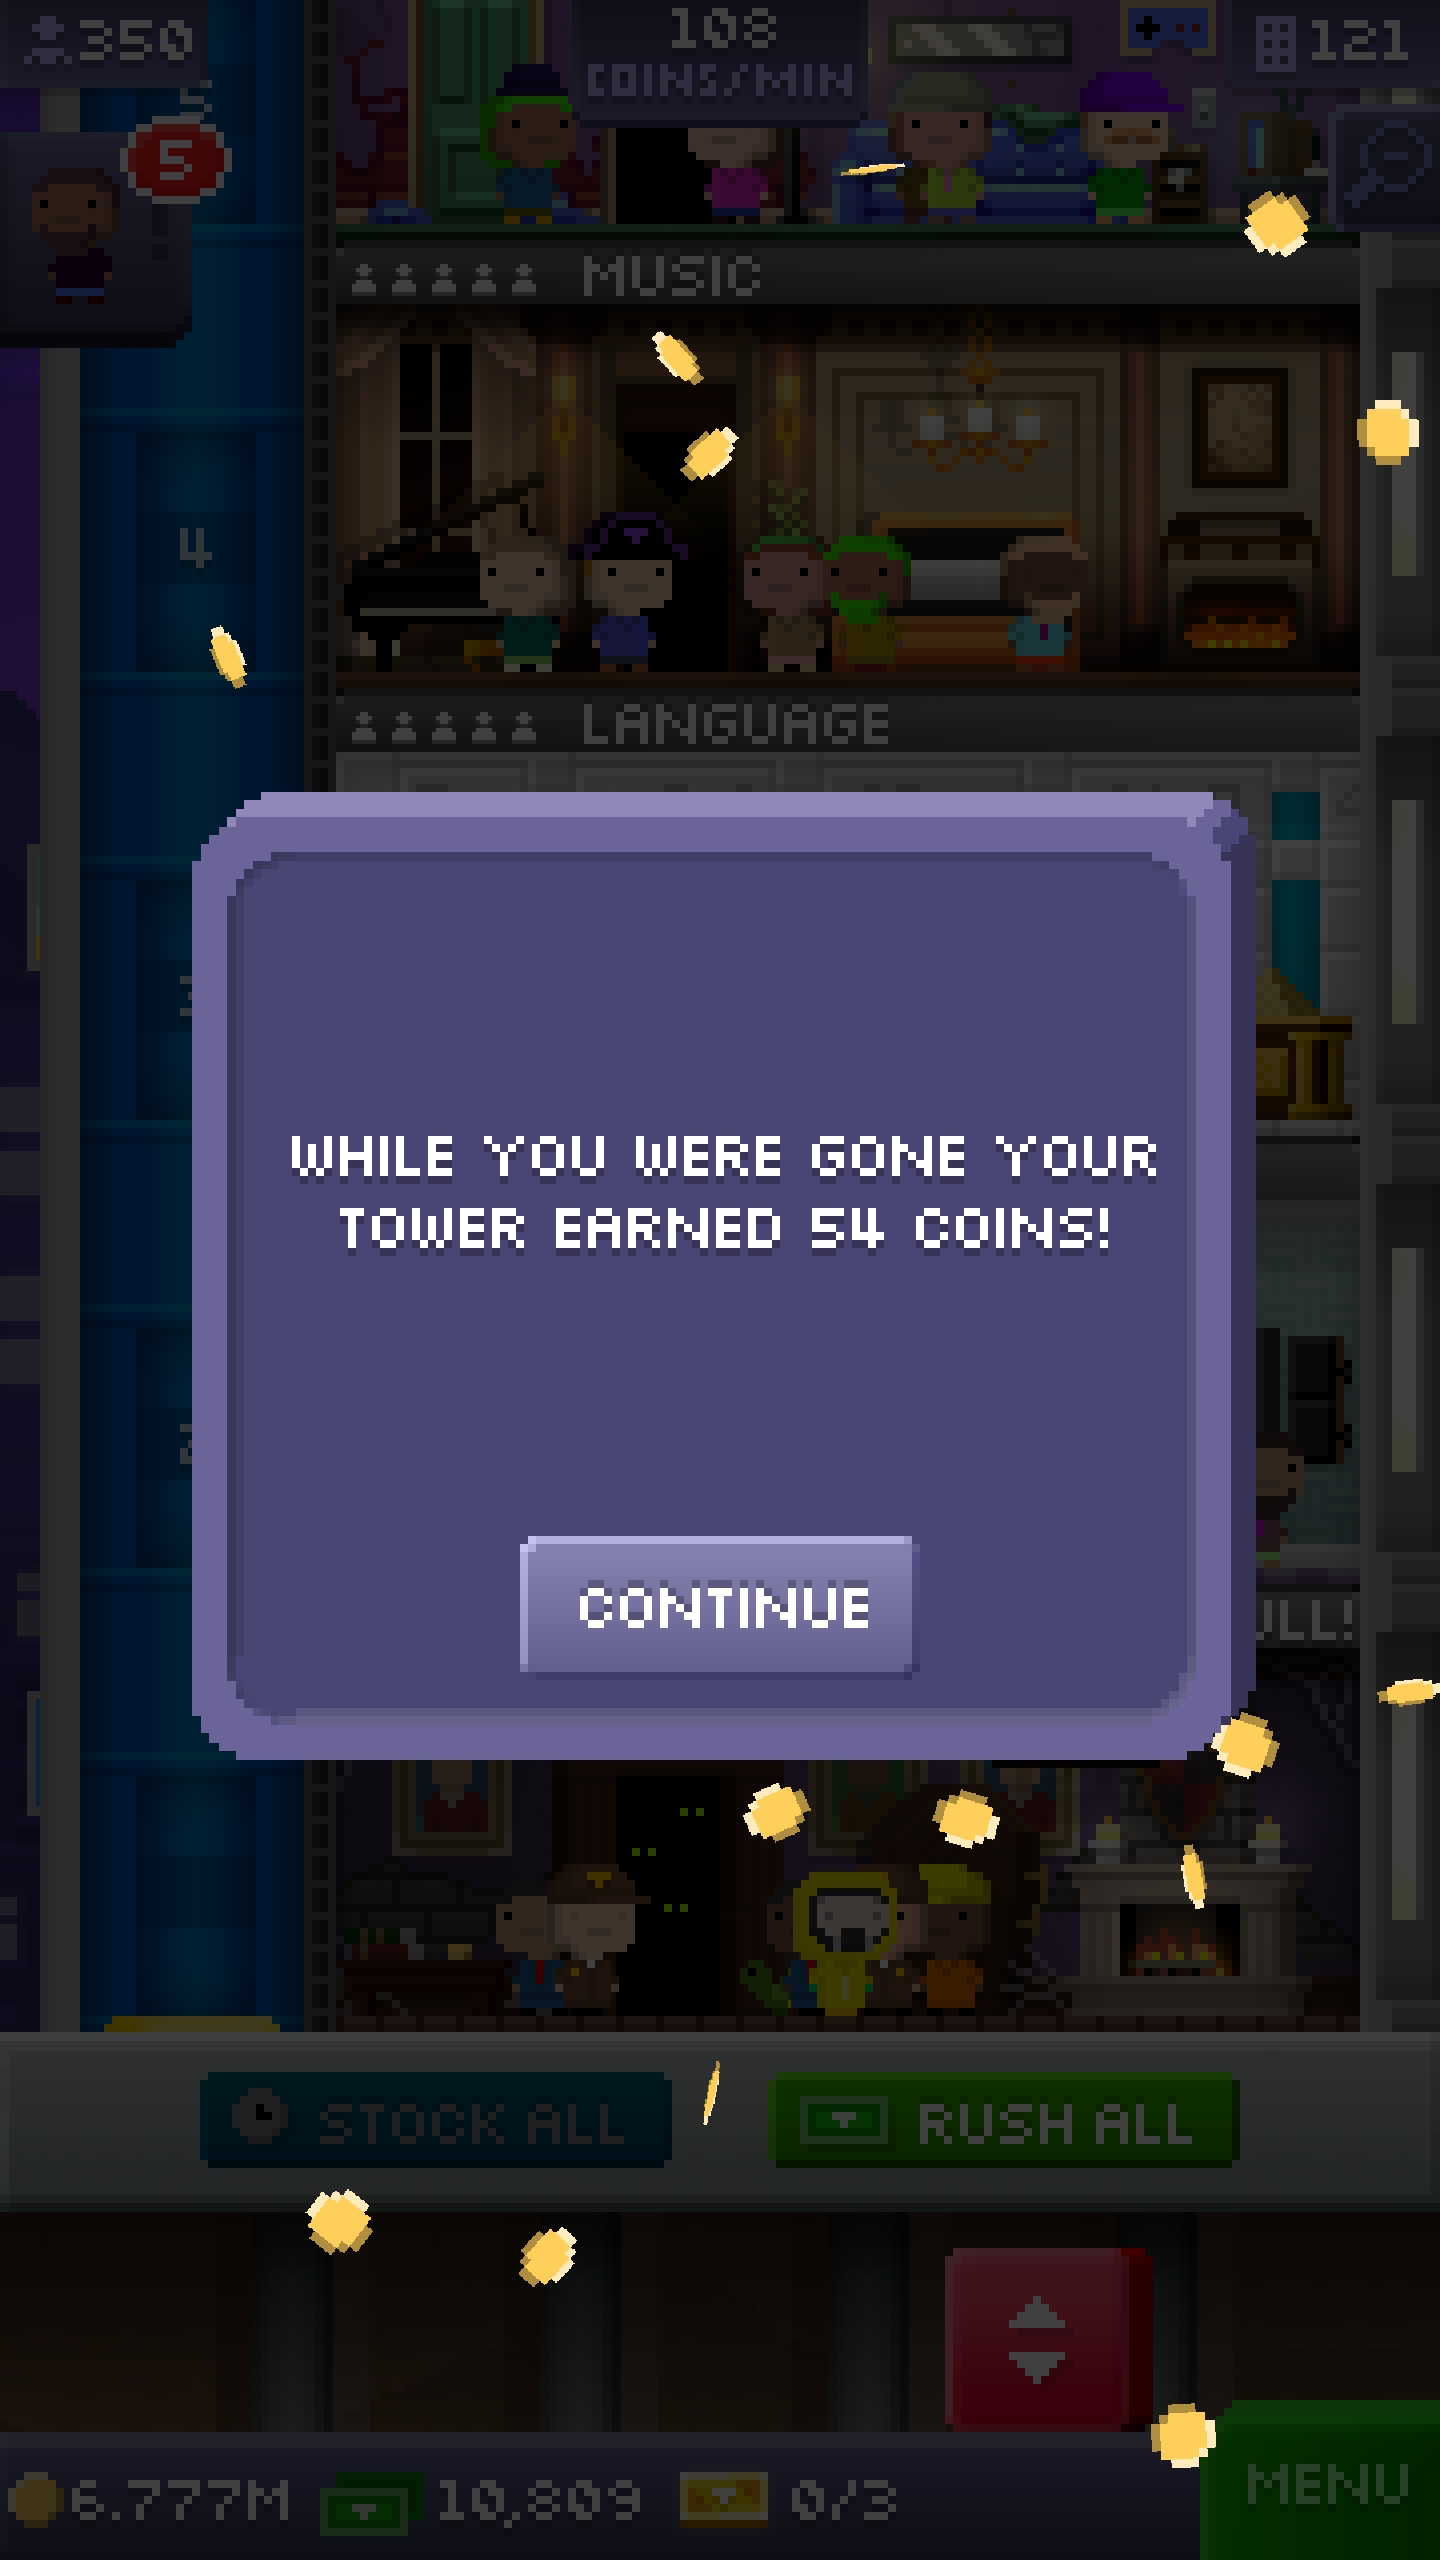 350
108
COINS/MIN
121
5
5
MUSIC
4
LANGUAGE
WHILE YOU WERE GONE YOUR
TOWER EARNED 54 COINS!
CONTINUE
STOCK ALL
RUSH ALL
6.777M
10,809
0/3
MENU